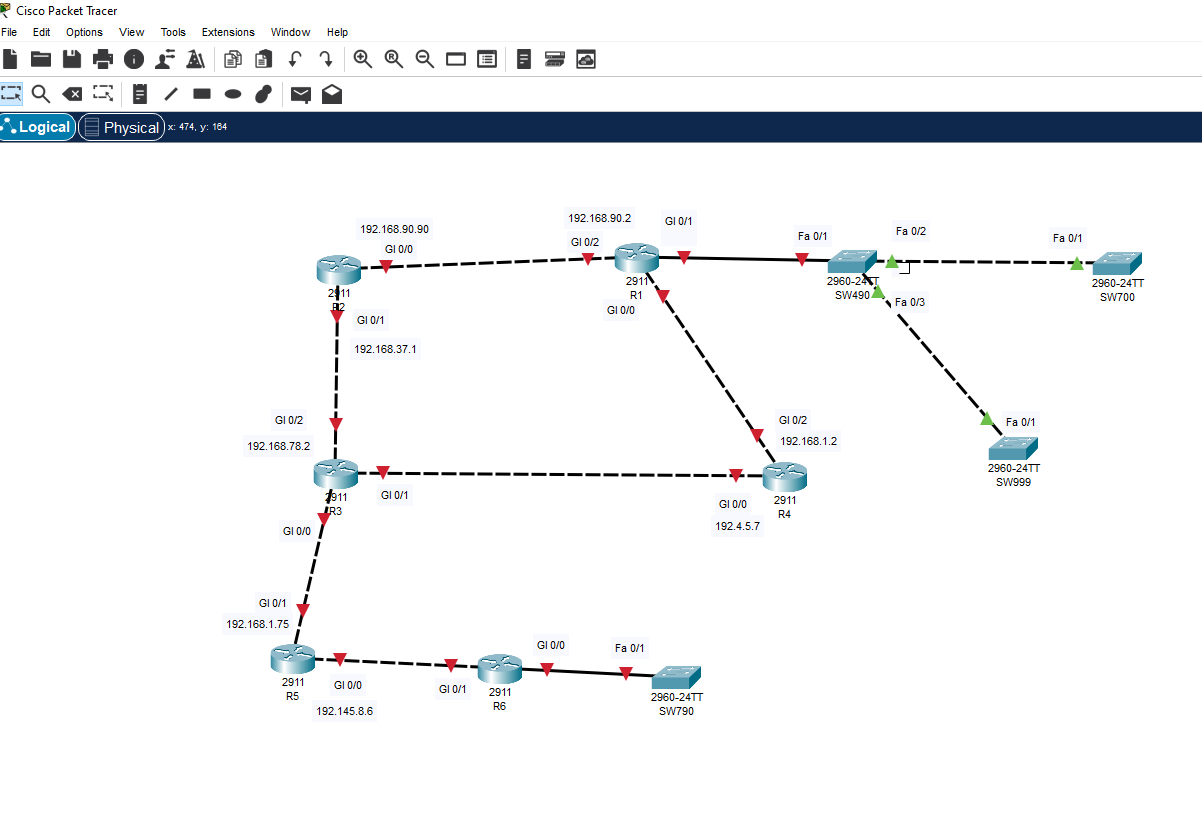 Cisco Packet Tracer
File Edit Options View Tools Extensions Window Help
Logical Physical x: 474, y: 164
192.168.90.90
GI 0/0
192.168.90.2
GI 0/2
GI 0/1
Fa 0/1
Fa 0/2
Fa 0/1
2911
R2
2911
R1
GI 0/0
2960-24TT
SW490
Fa 0/3
2960-24TT
SW700
GI 0/1
192.168.37.1
GI 0/2
192.168.78.2
GI 0/2
192.168.1.2
Fa 0/1
2960-24TT
SW999
2911
R3
GI 0/1
GI 0/0
192.4.5.7
2911
R4
GI 0/0
GI 0/1
192.168.1.75
2911
R5
GI 0/0
192.145.8.6
GI 0/1
2911
R6
GI 0/0
Fa 0/1
2960-24TT
SW790